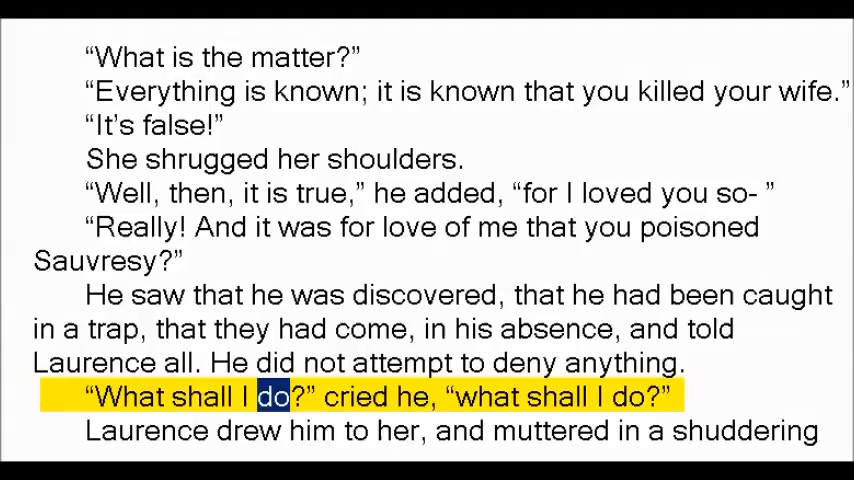 “What is the matter?”
“Everything is known; it is known that you killed your wife.”
“It’s false!”
She shrugged her shoulders.
“Well, then, it is true,” he added, “for I loved you so- ”
“Really! And it was for love of me that you poisoned
Sauvresy?”
He saw that he was discovered, that he had been caught
in a trap, that they had come, in his absence, and told
Laurence all. He did not attempt to deny anything.
“What shall I do?” cried he, “what shall I do?”
Laurence drew him to her, and muttered in a shuddering